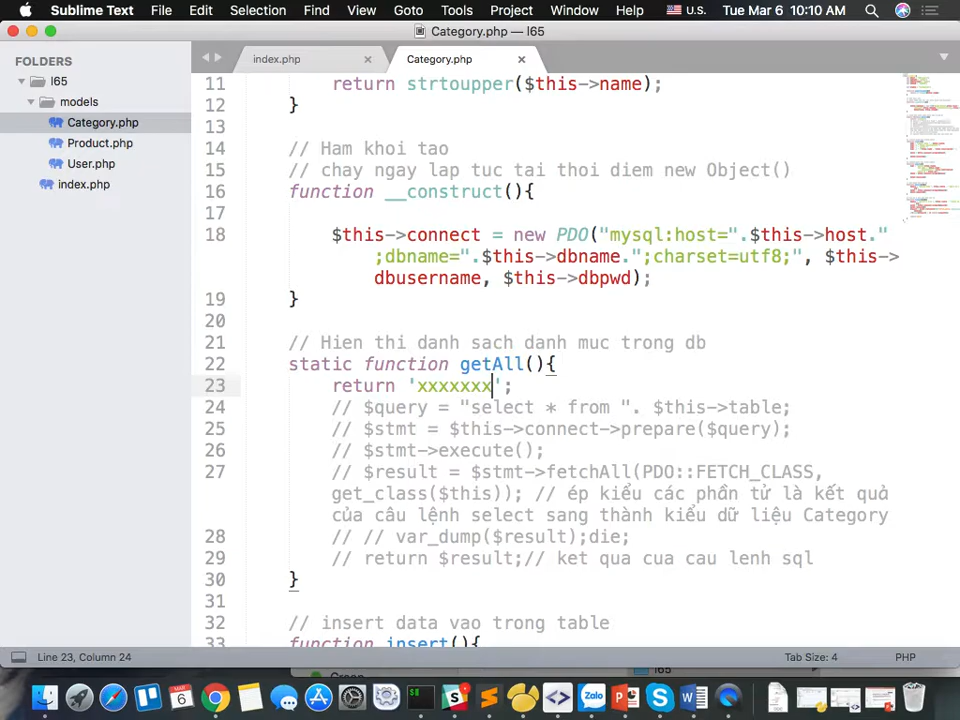 Sublime Text File Edit Selection Find View Goto Tools Project Window Help U.S. Tue Mar 6 10:10 AM
Category.php — l65
FOLDERS
l65
models
Category.php
Product.php
User.php
index.php
index.php
Category.php
11 return strtoupper($this->name);
12 }
13
14 // Ham khoi tao
15 // chay ngay lap tuc tai thoi diem new Object()
16 function __construct(){
17
18 $this->connect = new PDO("mysql:host=".$this->host."
;dbname=".$this->dbname.";charset=utf8;", $this->
dbusername, $this->dbpwd);
19 }
20
21 // Hien thi danh sach danh muc trong db
22 static function getAll(){
23 return 'xxxxxxx';
24 // $query = "select * from ". $this->table;
25 // $stmt = $this->connect->prepare($query);
26 // $stmt->execute();
27 // $result = $stmt->fetchAll(PDO::FETCH_CLASS,
get_class($this)); // ép kiểu các phần tử là kết quả
của câu lệnh select sang thành kiểu dữ liệu Category
28 // // var_dump($result);die;
29 // return $result;// ket qua cua cau lenh sql
30 }
31
32 // insert data vao trong table
33 function insert(){
Line 23, Column 24 Tab Size: 4 PHP
l65
MAR
6
Zalo